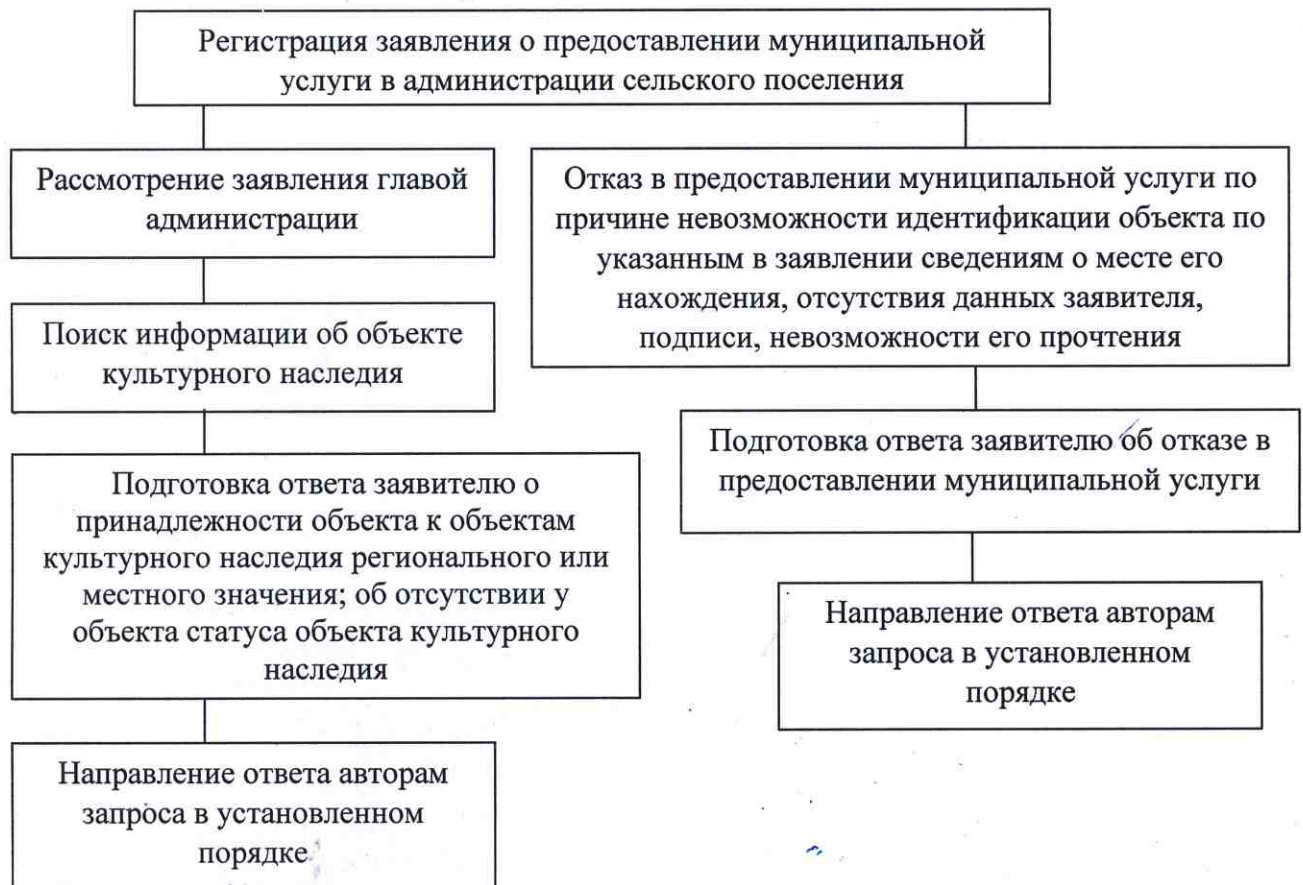 Регистрация заявления о предоставлении муниципальной
услуги в администрации сельского поселения
Рассмотрение заявления главой
администрации
Поиск информации об объекте
культурного наследия
Подготовка ответа заявителю о
принадлежности объекта к объектам
культурного наследия регионального или
местного значения; об отсутствии у
объекта статуса объекта культурного
наследия
Направление ответа авторам
запроса в установленном
порядке
Отказ в предоставлении муниципальной услуги по
причине невозможности идентификации объекта по
указанным в заявлении сведениям о месте его
нахождения, отсутствия данных заявителя,
подписи, невозможности его прочтения
Подготовка ответа заявителю об отказе в
предоставлении муниципальной услуги
Направление ответа авторам
запроса в установленном
порядке